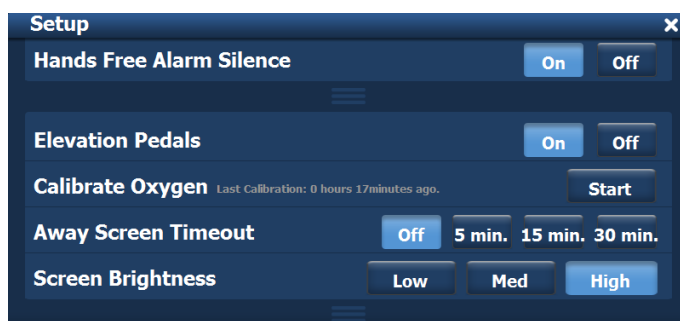 Setup
Hands Free Alarm Silence On Off
Elevation Pedals On Off
Calibrate Oxygen Last Calibration: 0 hours 17minutes ago. Start
Away Screen Timeout Off 5 min. 15 min. 30 min.
Screen Brightness Low Med High